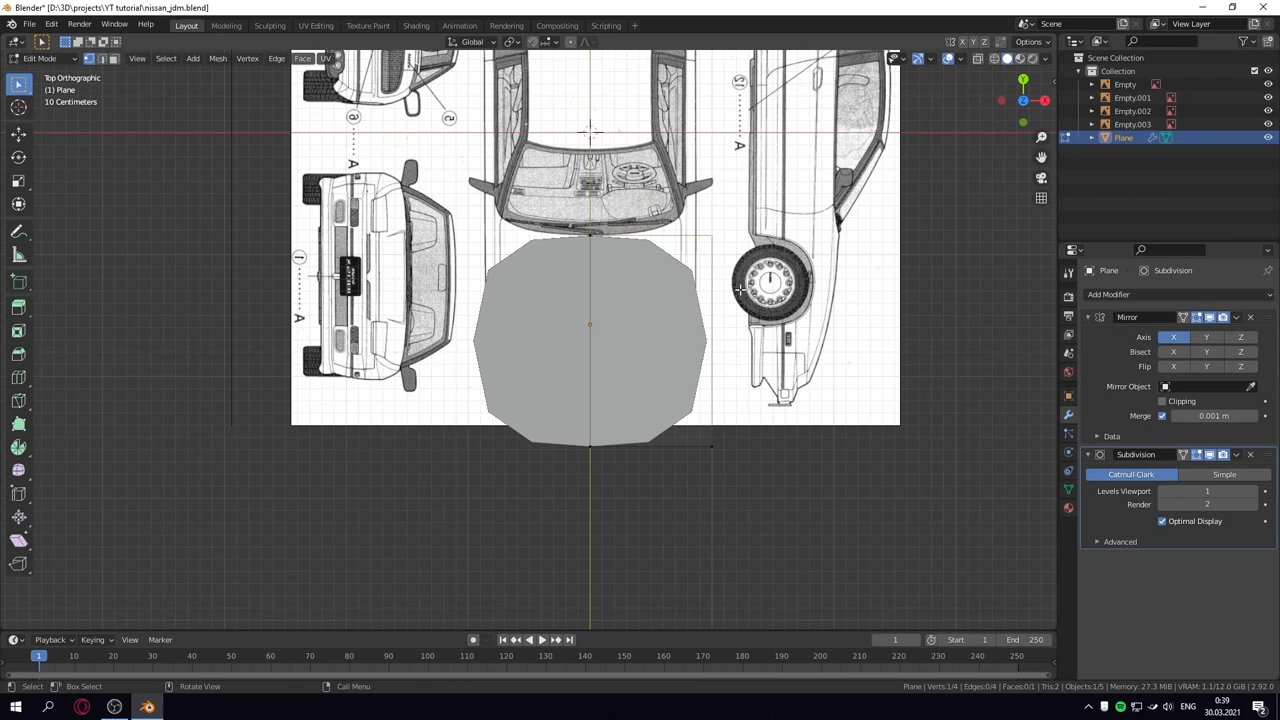 Blender* [D:\3D\projects\YT tutorial\nissan_jdm.blend]
File Edit Render Window Help Layout Modeling Sculpting UV Editing Texture Paint Shading Animation Rendering Compositing Scripting + Scene View Layer
Global Options
Edit Mode View Select Add Mesh Vertex Edge Face UV
Top Orthographic
(1) Plane
10 Centimeters
X Y Z
X
Y
Z
A
A
A
A
Scene Collection
Collection
Empty
Empty.001
Empty.002
Empty.003
Plane
Plane Subdivision
Add Modifier
Mirror
Axis X Y Z
Bisect X Y Z
Flip X Y Z
Mirror Object
Clipping
Merge 0.001 m
Data
Subdivision
Catmull-Clark Simple
Levels Viewport 1
Render 2
Optimal Display
Advanced
Playback Keying View Marker 1 Start 1 End 250
1 10 20 30 40 50 60 70 80 90 100 110 120 130 140 150 160 170 180 190 200 210 220 230 240 250
Select Box Select Rotate View Call Menu Plane | Verts:1/4 | Edges:0/4 | Faces:0/1 | Tris:2 | Objects:1/5 | Memory: 27.3 MiB | VRAM: 1.1/12.0 GiB | 2.92.0
ENG 0:39
30.03.2021 2